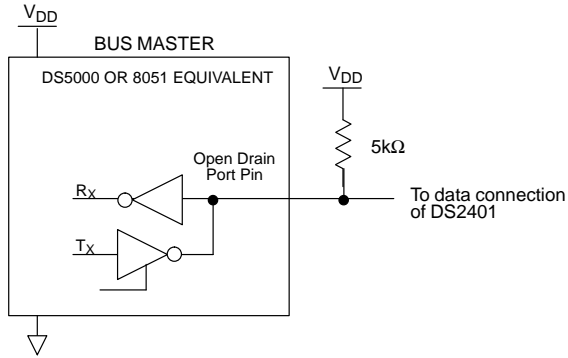 VDD
BUS MASTER
DS5000 OR 8051 EQUIVALENT
VDD
5kΩ
Open Drain
Port Pin
RX
To data connection
of DS2401
TX